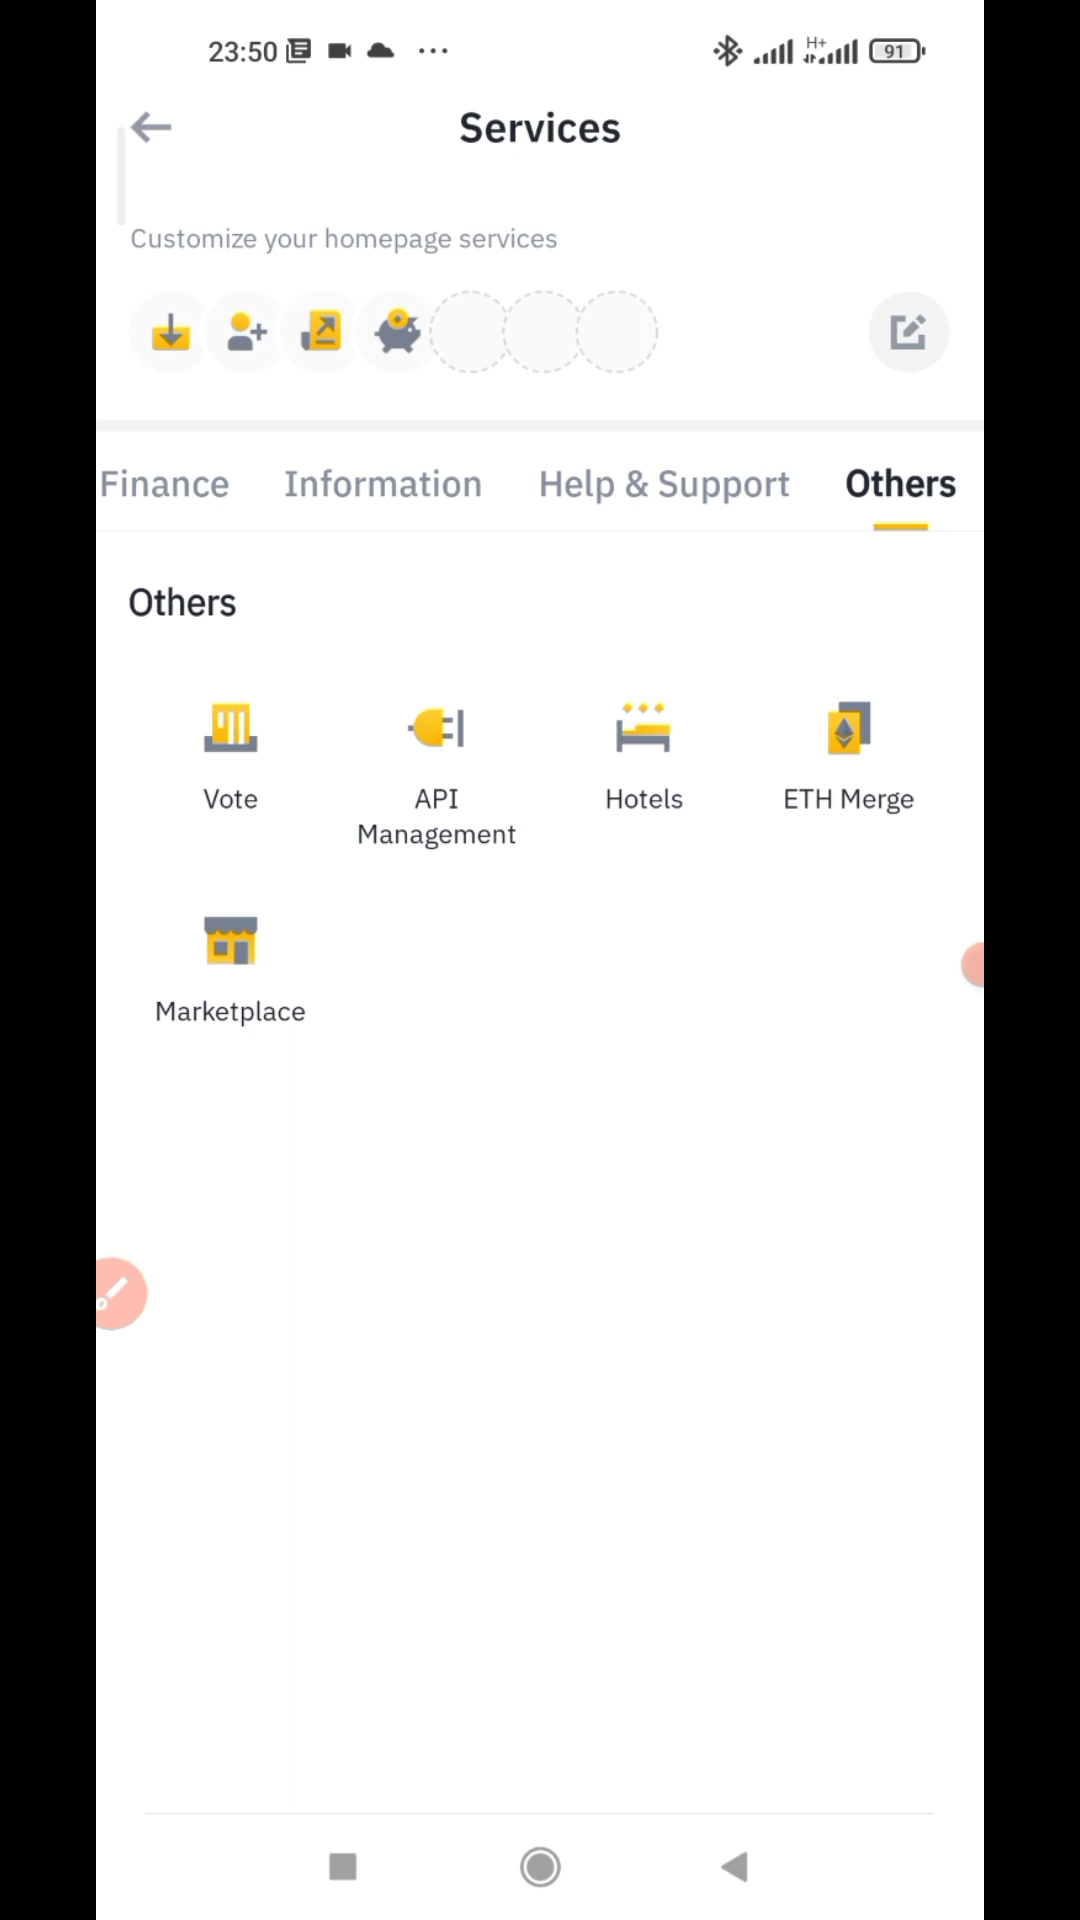 23:50 ... H+ 91
Services
Customize your homepage services
Finance Information Help & Support Others
Others
Vote API Hotels ETH Merge
Management
Marketplace